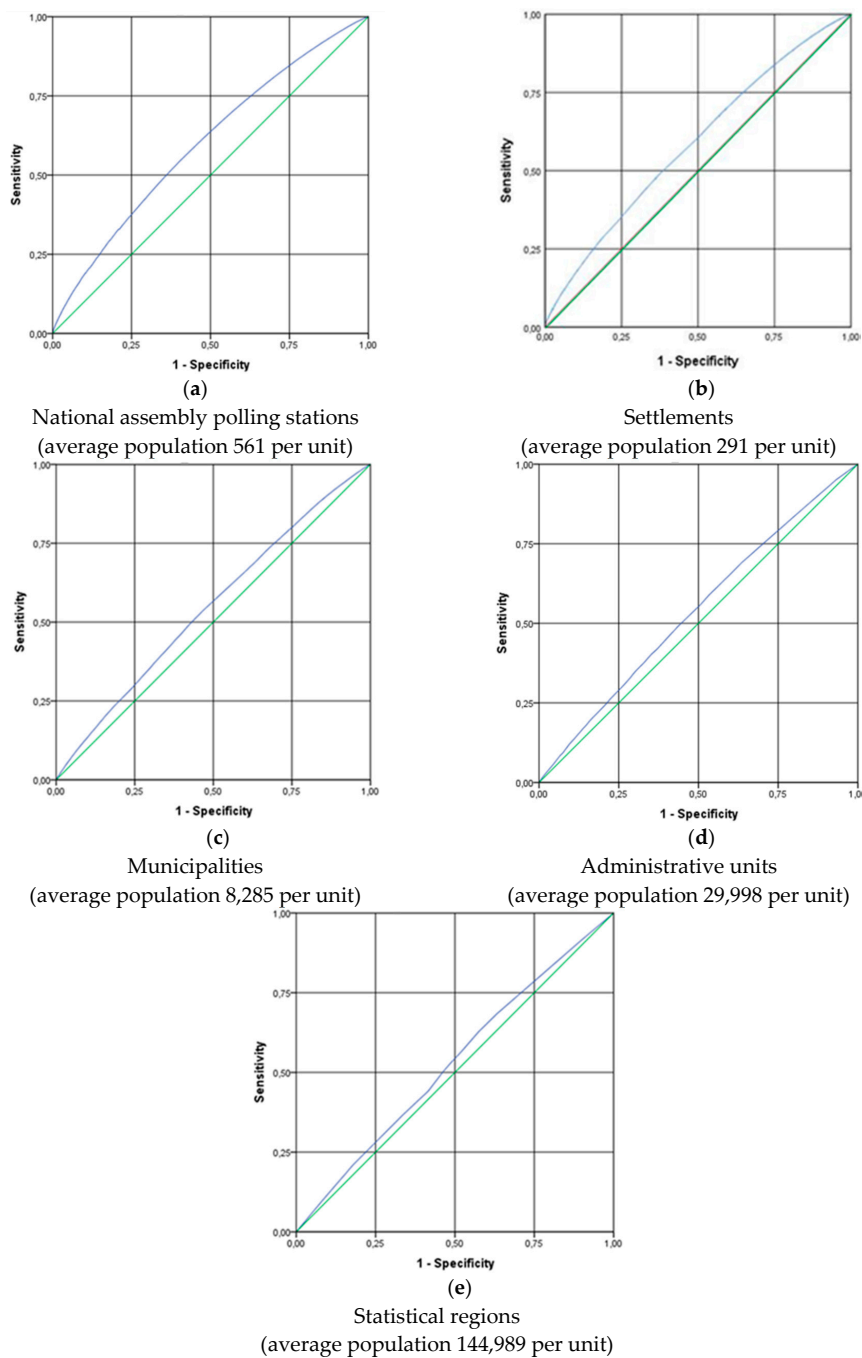 1,00
0,75
0,50
0,25
0,00
Sensitivity
0,00 0,25 0,50 0,75 1,00
1 - Specificity
(a)
National assembly polling stations
(average population 561 per unit)
1,00
0,75
0,50
0,25
0,00
Sensitivity
0,00 0,25 0,50 0,75 1,00
1 - Specificity
(b)
Settlements
(average population 291 per unit)
1,00
0,75
0,50
0,25
0,00
Sensitivity
0,00 0,25 0,50 0,75 1,00
1 - Specificity
(c)
Municipalities
(average population 8,285 per unit)
1,00
0,75
0,50
0,25
0,00
Sensitivity
0,00 0,25 0,50 0,75 1,00
1 - Specificity
(d)
Administrative units
(average population 29,998 per unit)
1,00
0,75
0,50
0,25
0,00
Sensitivity
0,00 0,25 0,50 0,75 1,00
1 - Specificity
(e)
Statistical regions
(average population 144,989 per unit)